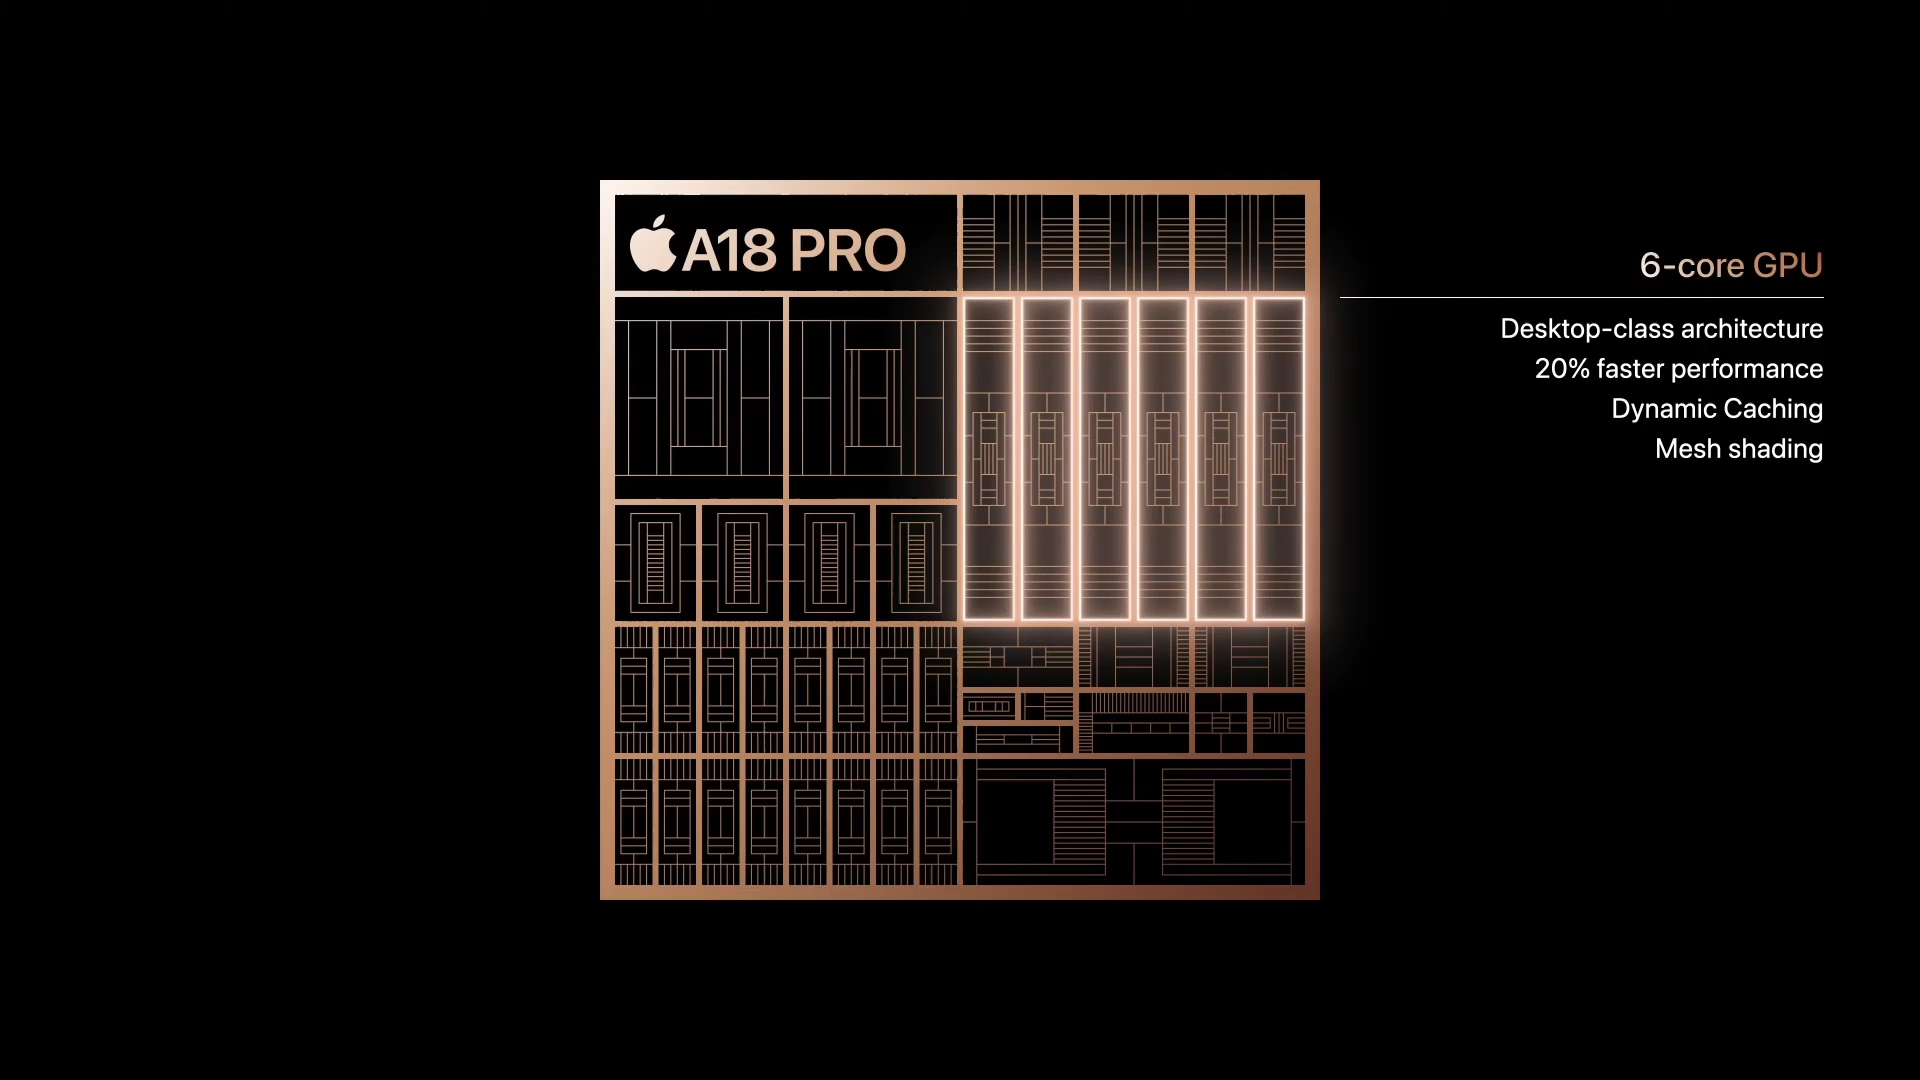 A18 PRO
6-core GPU
Desktop-class architecture
20% faster performance
Dynamic Caching
Mesh shading